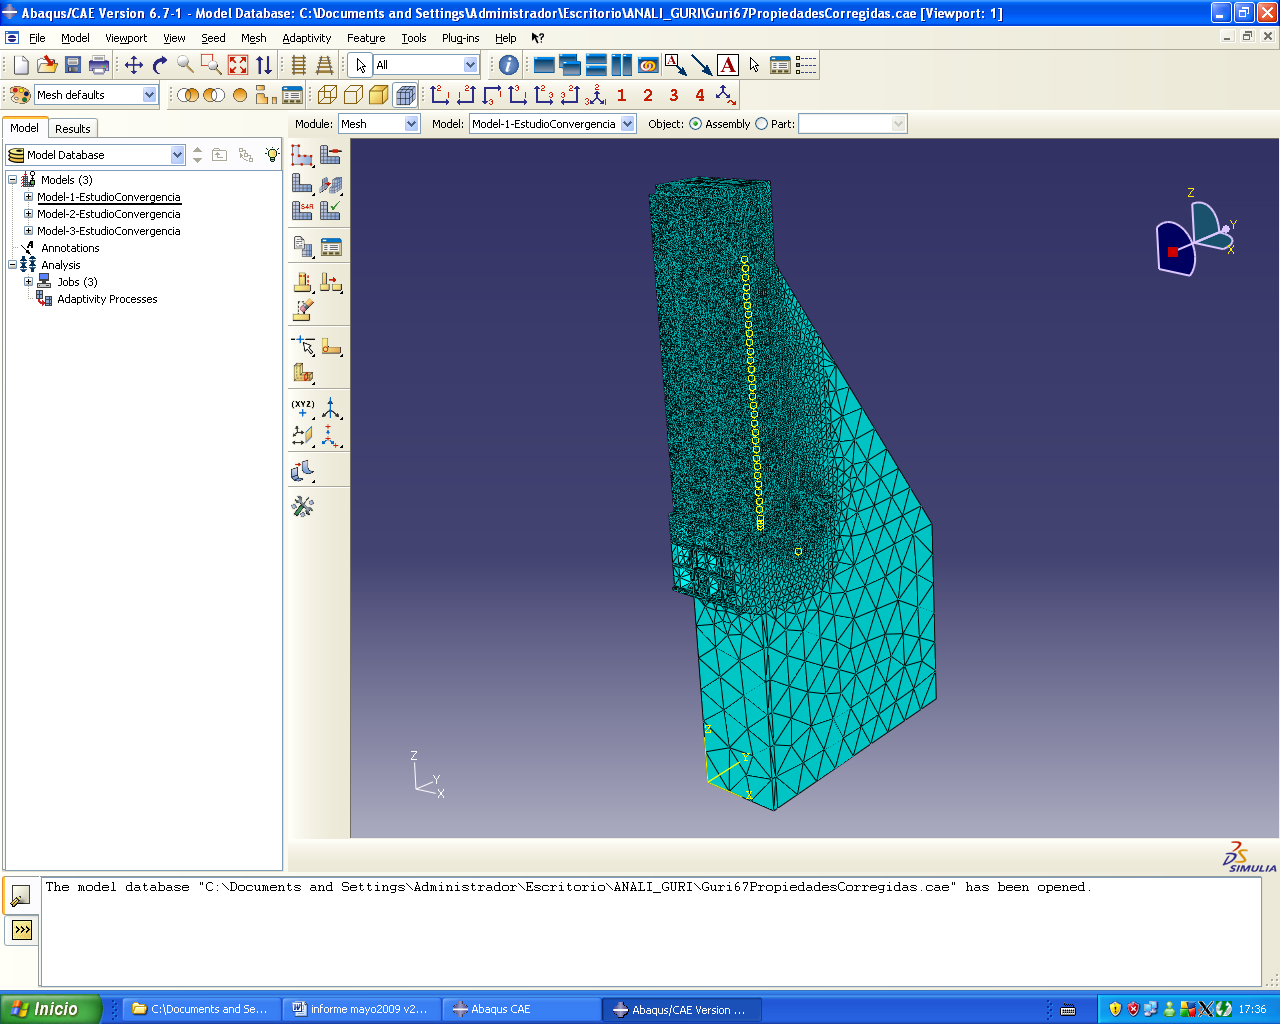 Abaqus/CAE Version 6.7-1 - Model Database: C:\Documents and Settings\Administrador\Escritorio\ANALI_GURI\Guri67PropiedadesCorregidas.cae [Viewport: 1]
File Model Viewport View Seed Mesh Adaptivity Feature Tools Plug-ins Help
All
Mesh defaults
1 2 3 4
Model Results
Module: Mesh Model: Model-1-EstudioConvergencia Object: Assembly Part:
Model Database
Models (3)
Model-1-EstudioConvergencia
Model-2-EstudioConvergencia
Model-3-EstudioConvergencia
Annotations
Analysis
Jobs (3)
Adaptivity Processes
S4R
(XYZ)
Z
Y
X
Z
Y
X
Z
Y
X
SIMULIA
The model database "C:\Documents and Settings\Administrador\Escritorio\ANALI_GURI\Guri67PropiedadesCorregidas.cae" has been opened.
>>>
Inicio C:\Documents and Se... informe mayo2009 v2... Abaqus CAE Abaqus/CAE Version ... 17:36